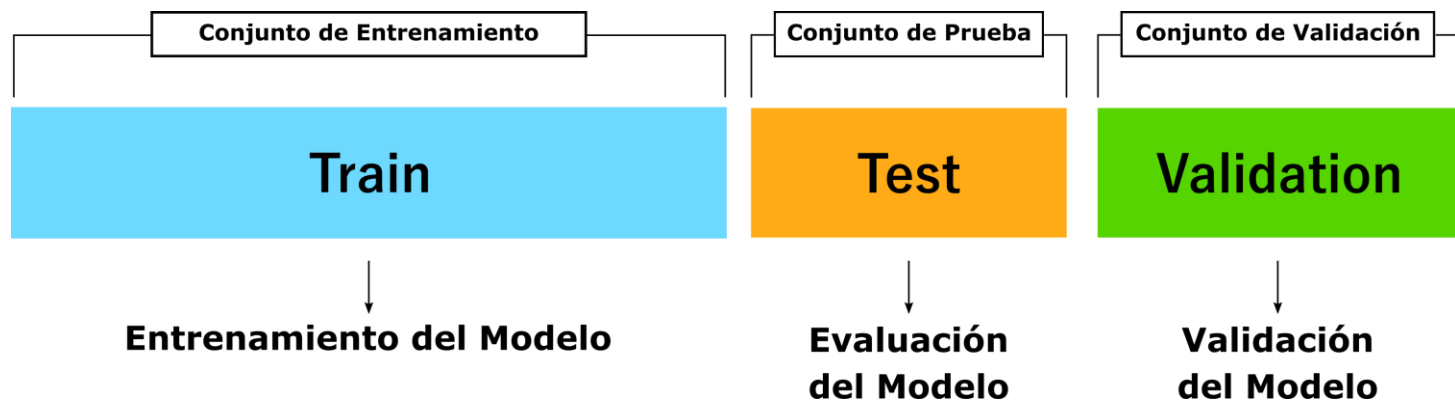 Conjunto de Entrenamiento
Conjunto de Prueba
Conjunto de Validación
Train
Test
Validation
Entrenamiento del Modelo
Evaluación
del Modelo
Validación
del Modelo